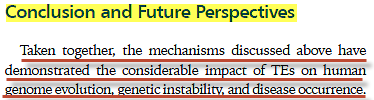 Conclusion and Future Perspectives
Taken together, the mechanisms discussed above have
demonstrated the considerable impact of TEs on human
genome evolution, genetic instability, and disease occurrence.